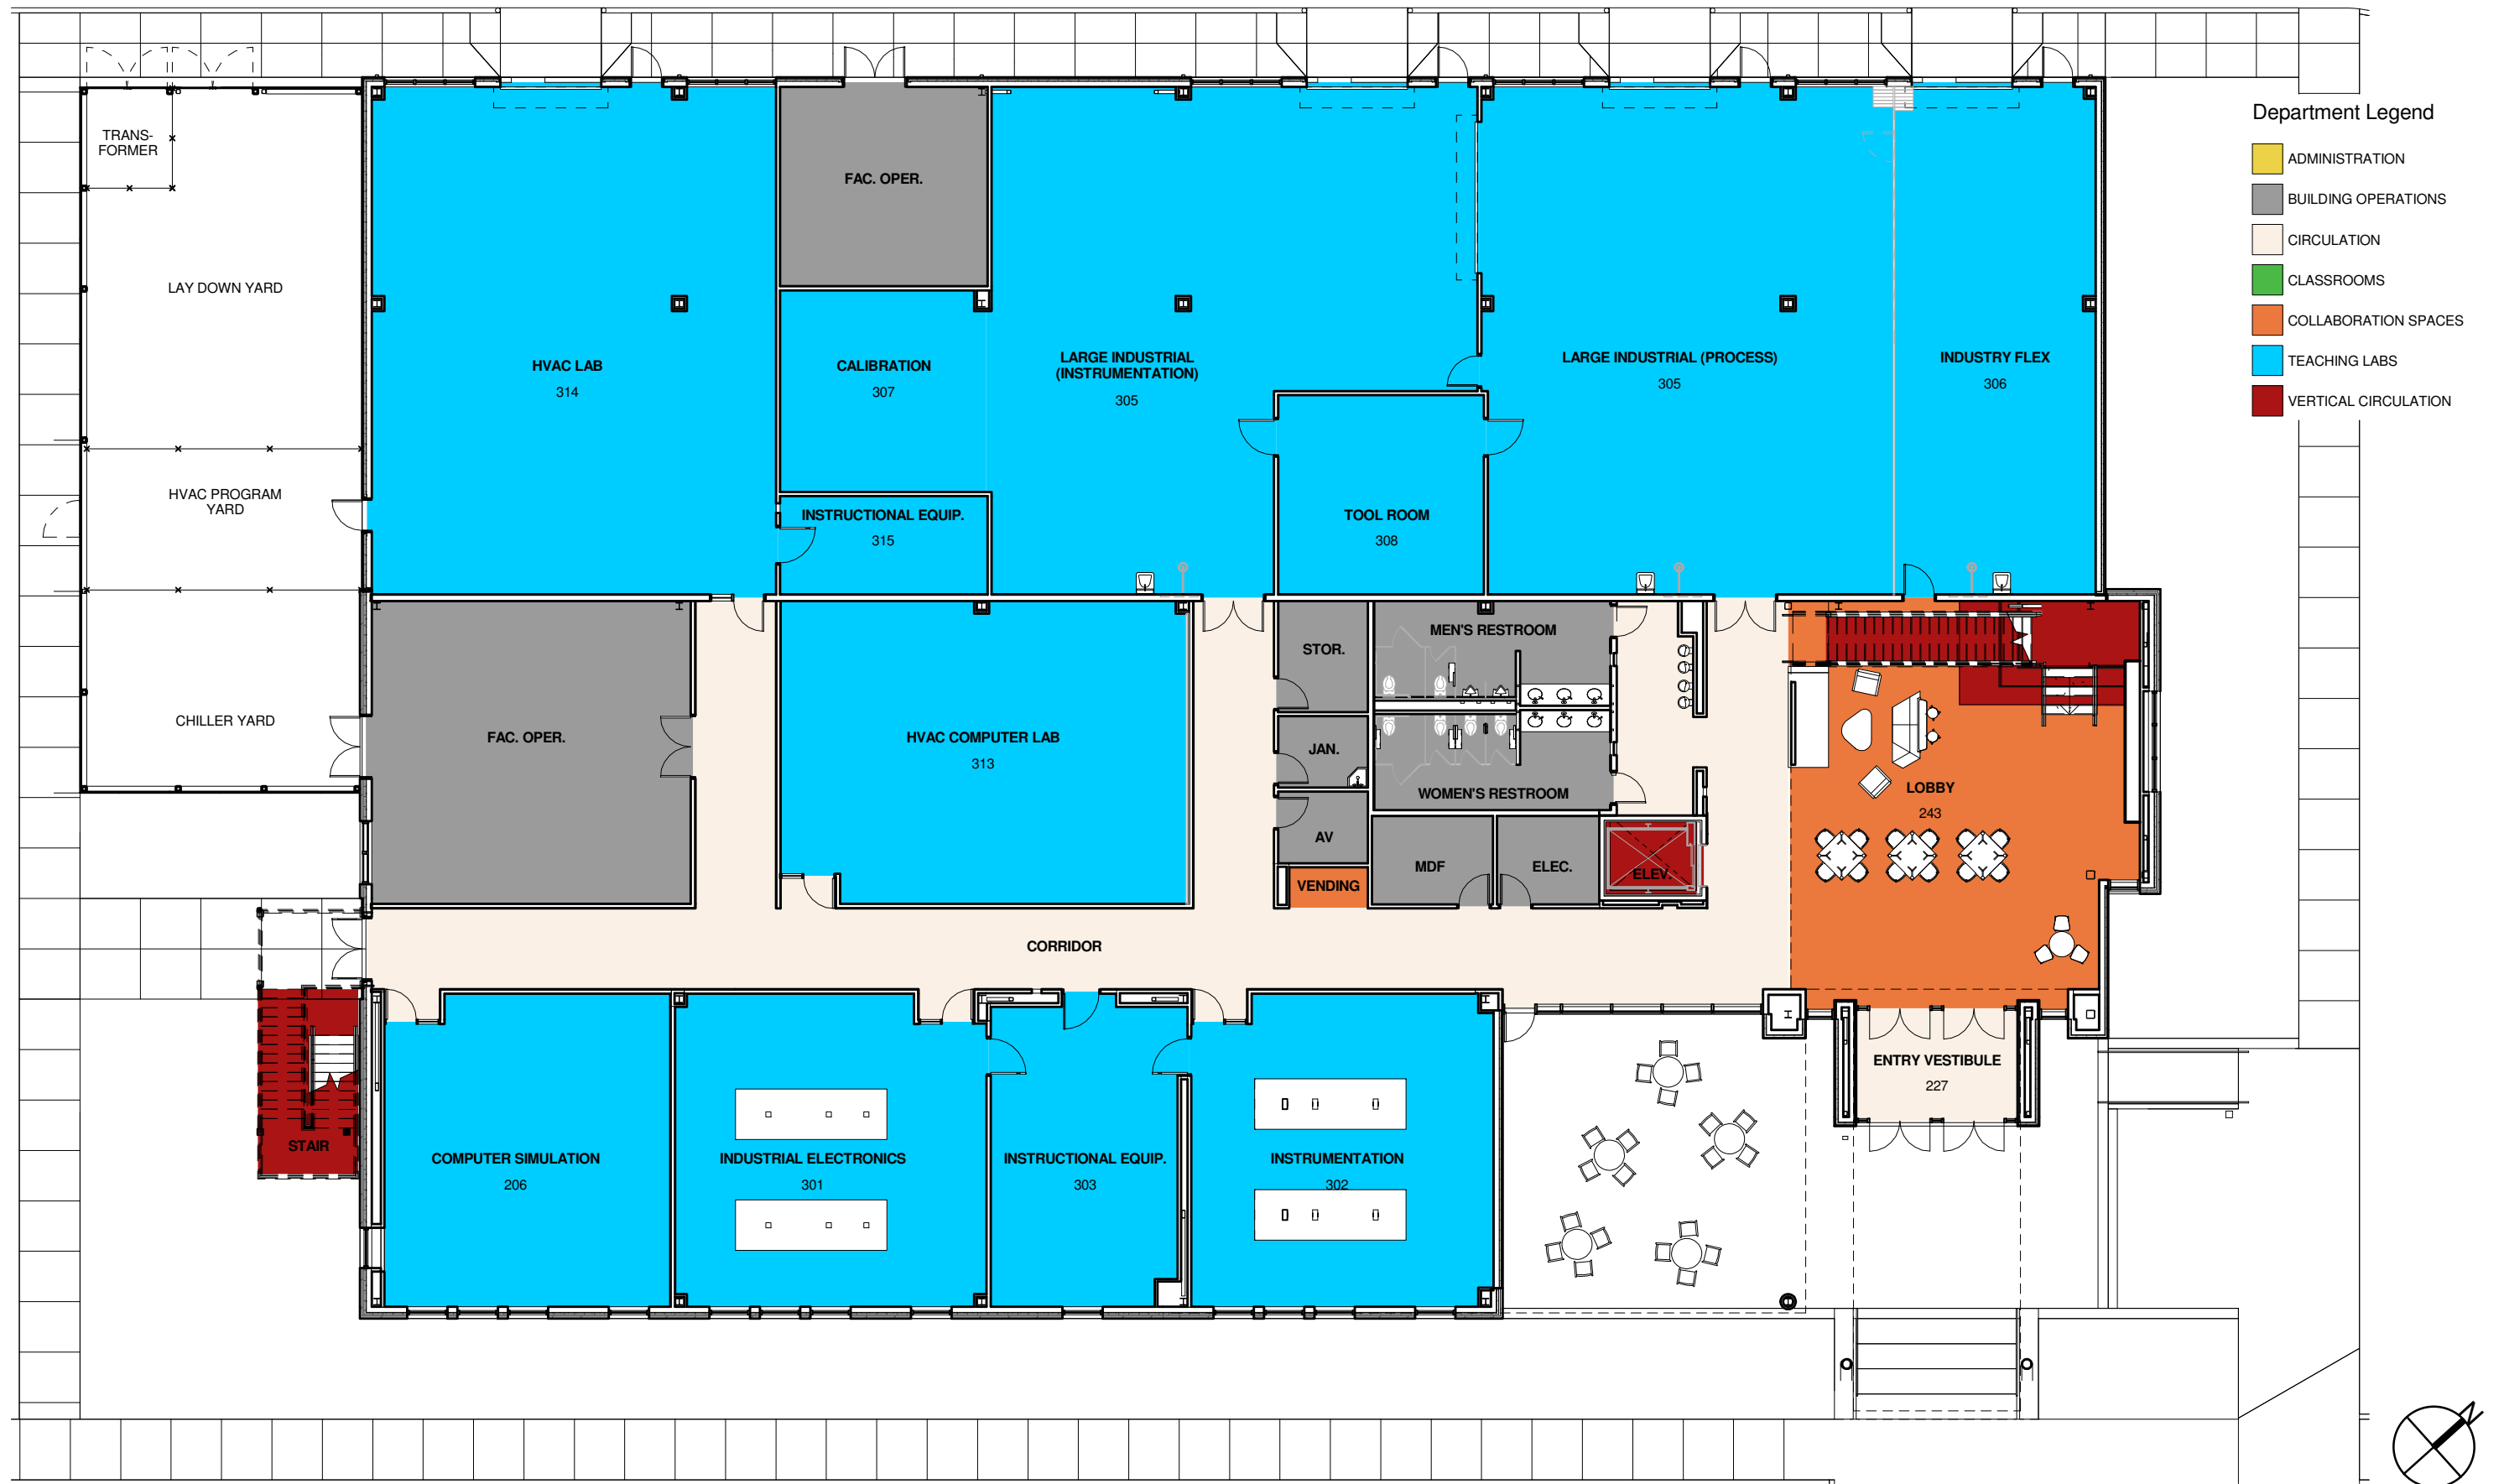 Department Legend
ADMINISTRATION
BUILDING OPERATIONS
CIRCULATION
CLASSROOMS
COLLABORATION SPACES
TEACHING LABS
VERTICAL CIRCULATION
TRANS-
FORMER
LAY DOWN YARD
HVAC PROGRAM
YARD
CHILLER YARD
HVAC LAB
314
FAC. OPER.
CALIBRATION
307
INSTRUCTIONAL EQUIP.
315
LARGE INDUSTRIAL
(INSTRUMENTATION)
305
TOOL ROOM
308
LARGE INDUSTRIAL (PROCESS)
305
INDUSTRY FLEX
306
FAC. OPER.
HVAC COMPUTER LAB
313
STOR.
JAN.
AV
VENDING
MEN'S RESTROOM
WOMEN'S RESTROOM
MDF
ELEC.
ELEV.
LOBBY
243
CORRIDOR
ENTRY VESTIBULE
227
STAIR
COMPUTER SIMULATION
206
INDUSTRIAL ELECTRONICS
301
INSTRUCTIONAL EQUIP.
303
INSTRUMENTATION
302
N